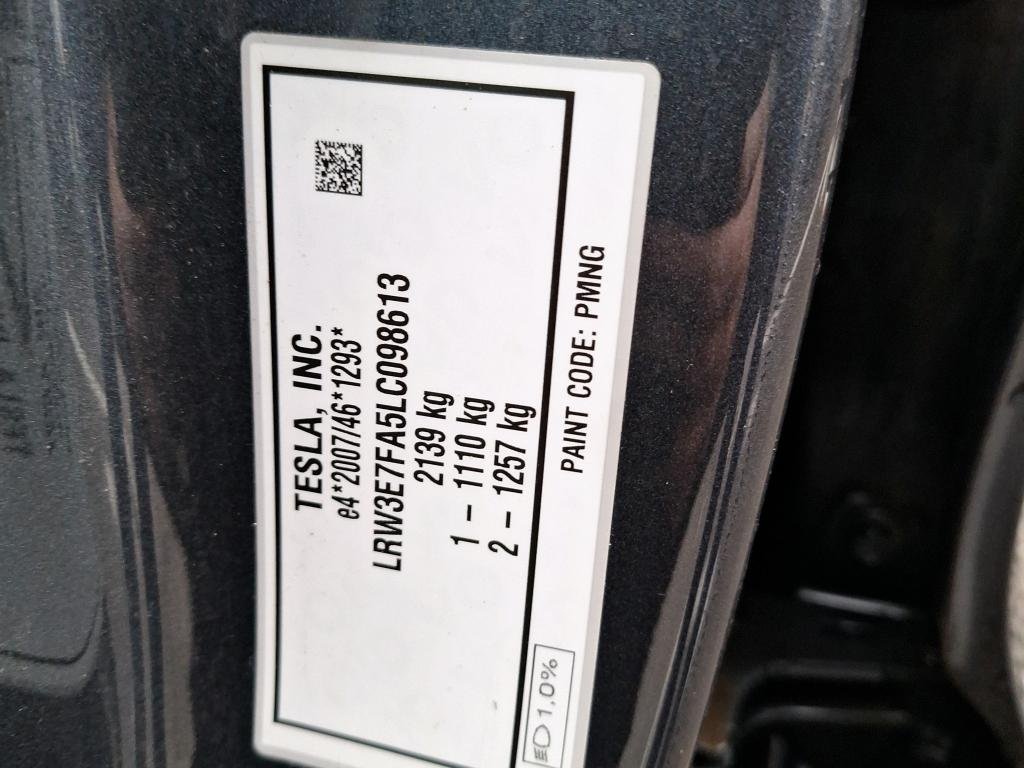 TESLA, INC.
e4*2007/46*1293*
LRW3E7FA5LC098613
2139 kg
1 – 1110 kg
2 – 1257 kg
1,0%
PAINT CODE: PMNG